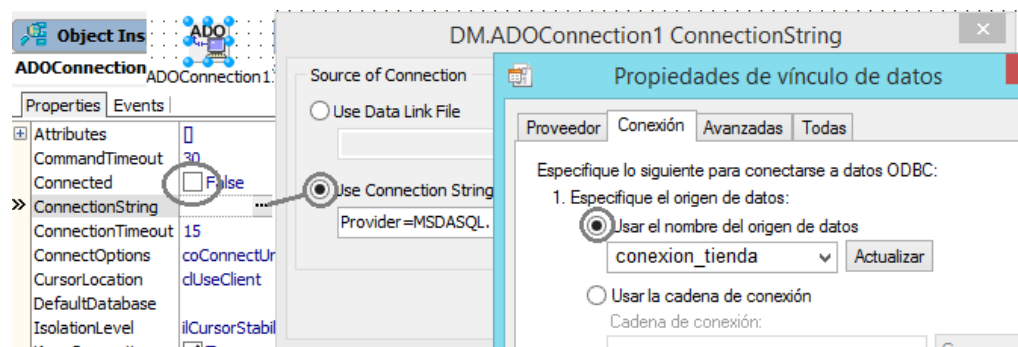 Object Ins
ADOConnection
Properties Events
Attributes []
CommandTimeout 30
Connected False
ConnectionString
ConnectionTimeout 15
ConnectOptions coConnectUn
CursorLocation clUseClient
DefaultDatabase
IsolationLevel ilCursorStabil
ADO
ADOConnection1
DM.ADOConnection1 ConnectionString
Source of Connection
Use Data Link File
Use Connection String
Provider=MSDASQL.
Propiedades de vínculo de datos
Proveedor Conexión Avanzadas Todas
Especifique lo siguiente para conectarse a datos ODBC:
1. Especifique el origen de datos:
Usar el nombre del origen de datos
conexion_tienda Actualizar
Usar la cadena de conexión
Cadena de conexión: